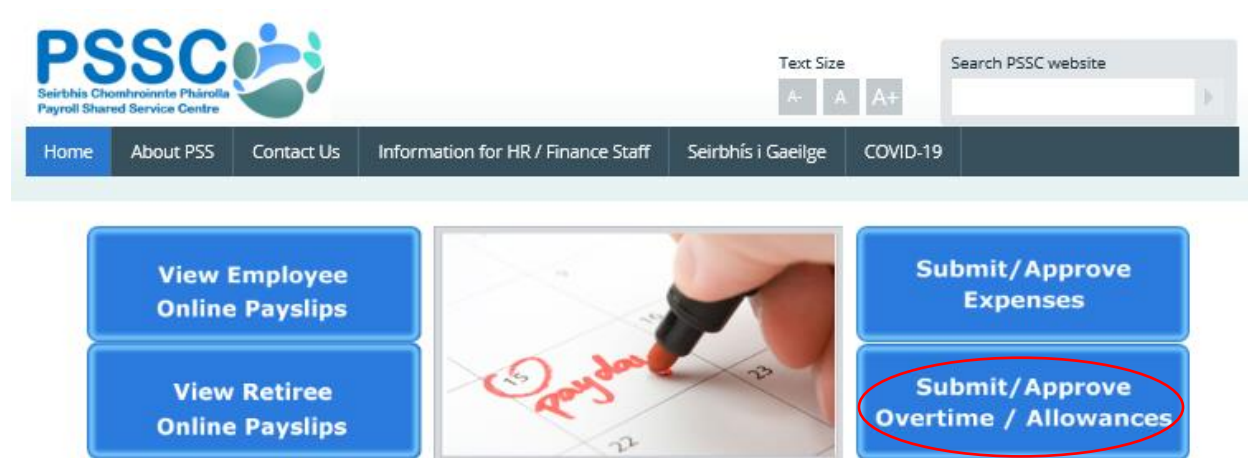 PSSC
Seirbhís Chomhroinnte Phárolla
Payroll Shared Service Centre
Text Size
A- A A+
Search PSSC website
Home About PSS Contact Us Information for HR / Finance Staff Seirbhís i Gaeilge COVID-19
View Employee
Online Payslips
View Retiree
Online Payslips
16
15 payday
23
22
Submit/Approve
Expenses
Submit/Approve
Overtime / Allowances